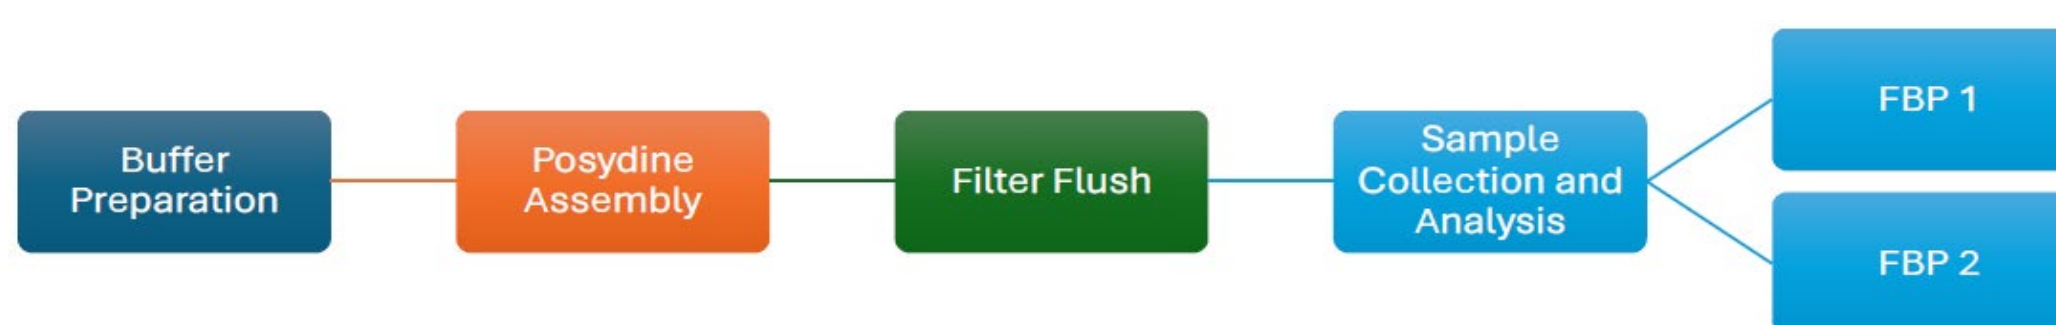 Buffer
Preparation
Posydine
Assembly
Filter Flush
Sample
Collection and
Analysis
FBP 1
FBP 2